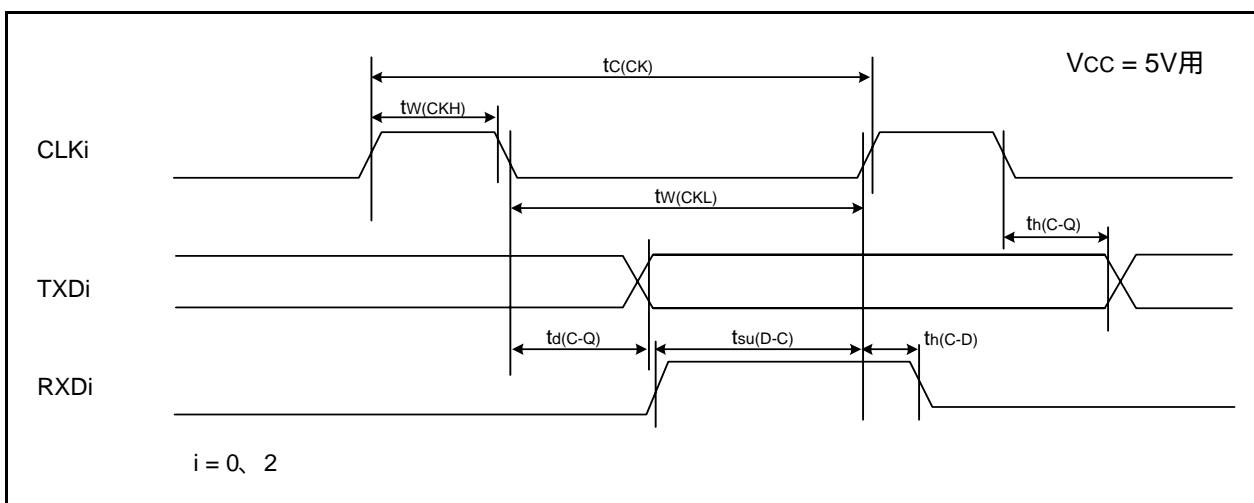 tC(CK)
VCC = 5V用
tW(CKH)
CLKi
tW(CKL)
th(C-Q)
TXDi
td(C-Q)
tsu(D-C)
th(C-D)
RXDi
i = 0、2